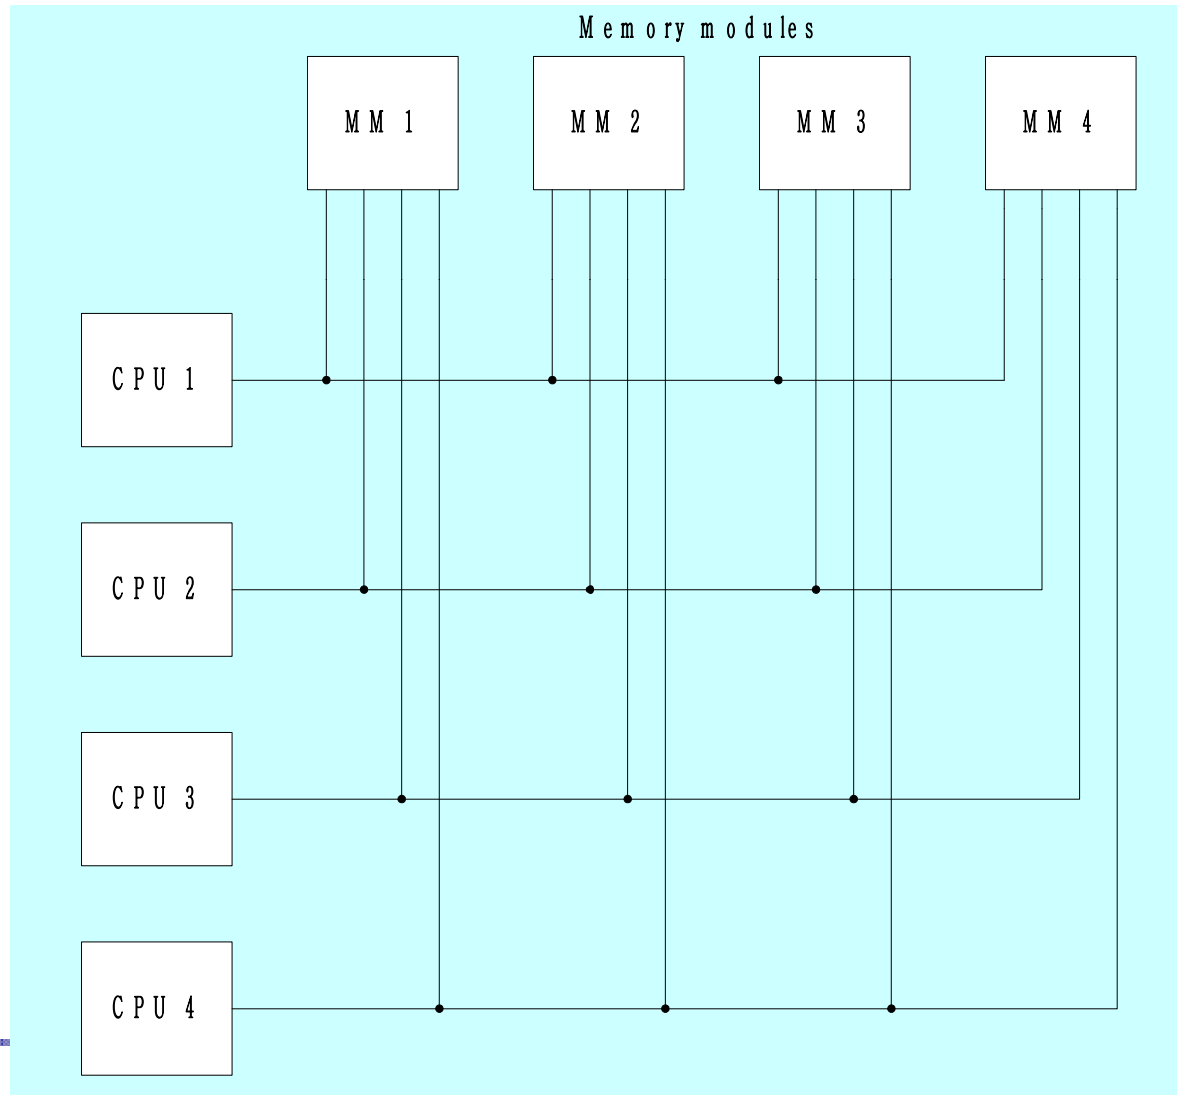 Memory modules
MM 1
MM 2
MM 3
MM 4
CPU 1
CPU 2
CPU 3
CPU 4